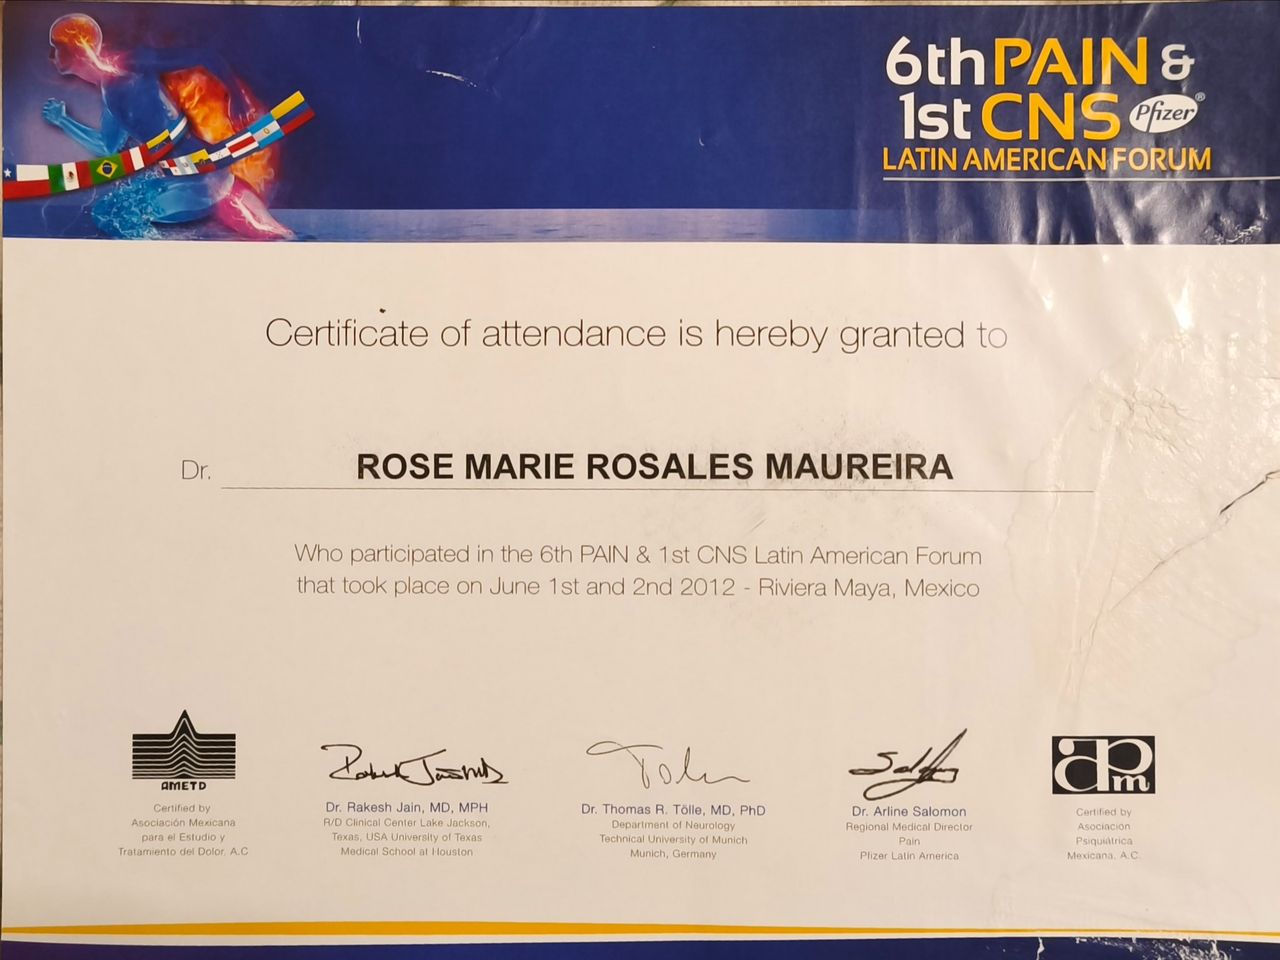 6th PAIN &
1st CNS Pfizer®
LATIN AMERICAN FORUM
Certificate of attendance is hereby granted to
Dr. ROSE MARIE ROSALES MAUREIRA
Who participated in the 6th PAIN & 1st CNS Latin American Forum
that took place on June 1st and 2nd 2012 - Riviera Maya, Mexico
AMETD
Certified by
Asociación Mexicana
para el Estudio y
Tratamiento del Dolor, A.C
Dr. Rakesh Jain, MD, MPH
R/D Clinical Center Lake Jackson,
Texas, USA University of Texas
Medical School at Houston
Tölle
Dr. Thomas R. Tölle, MD, PhD
Department of Neurology
Technical University of Munich
Munich, Germany
Dr. Arline Salomon
Regional Medical Director
Pain
Pfizer Latin America
apm
Certified by
Asociación
Psiquiátrica
Mexicana, A.C.